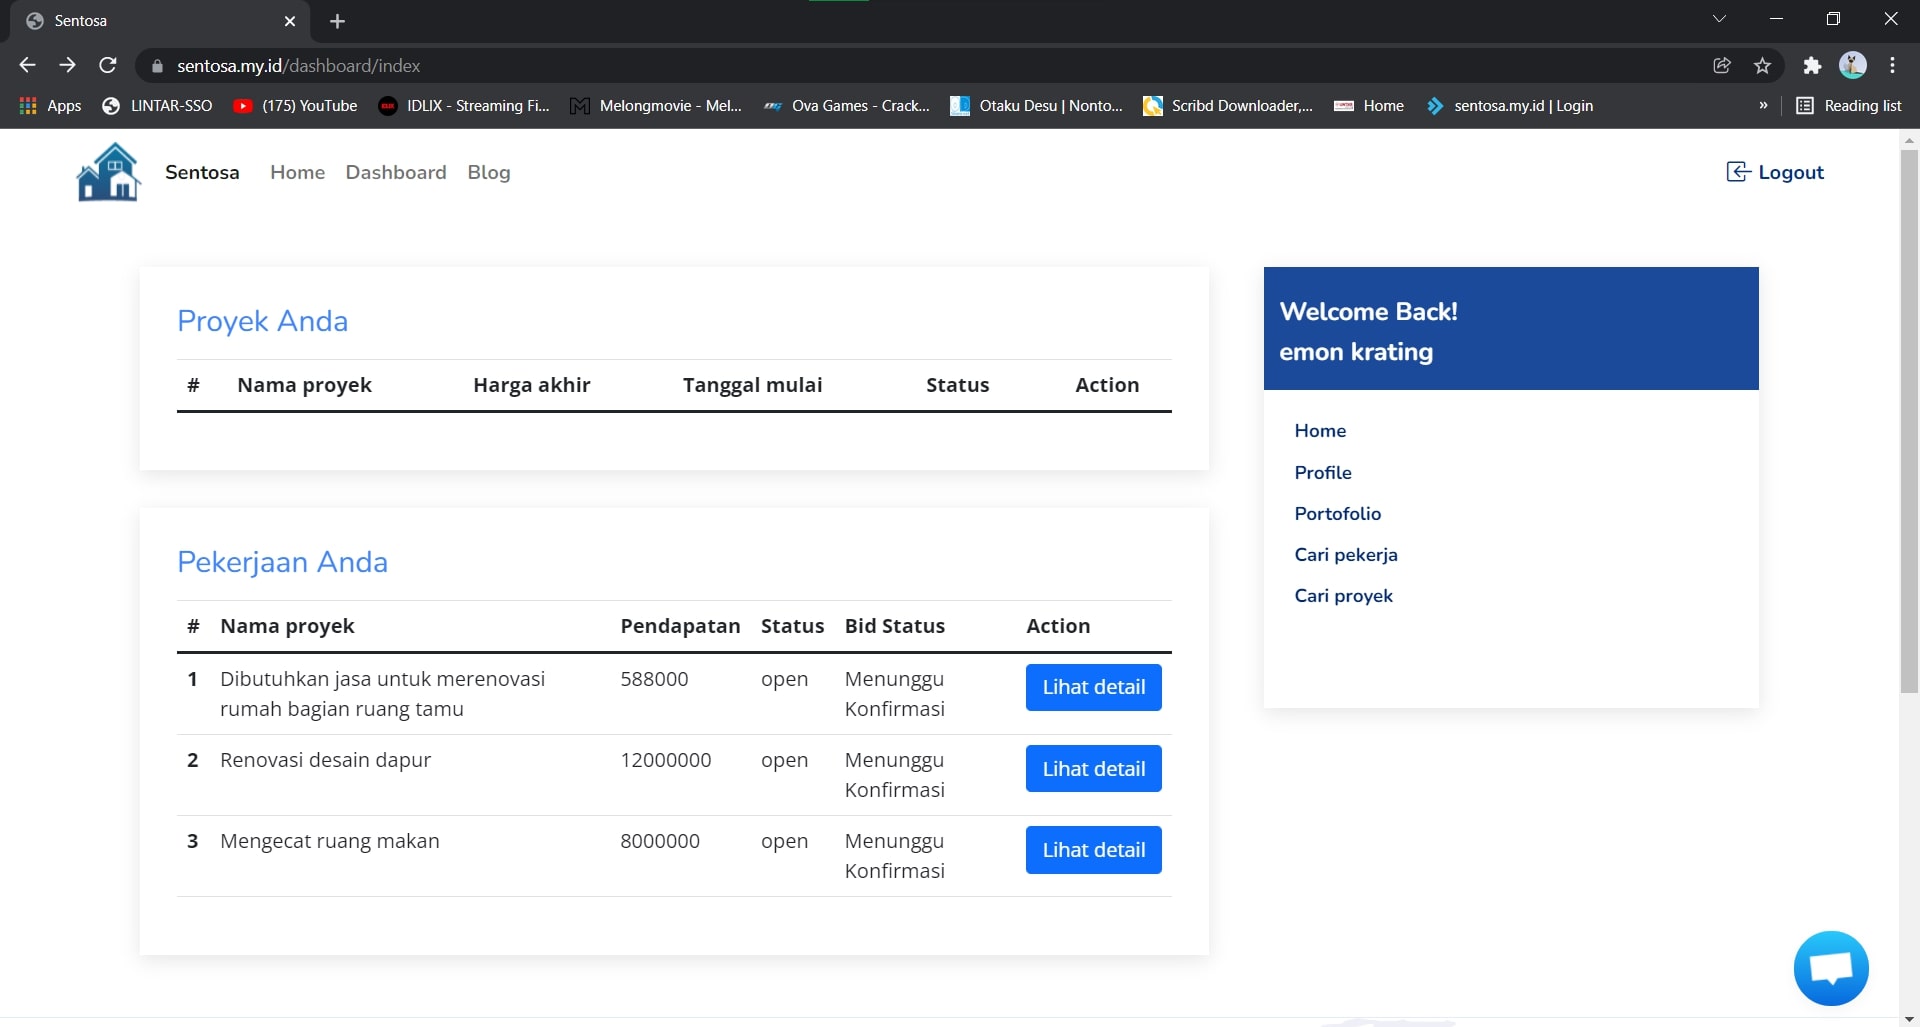 Sentosa
sentosa.my.id/dashboard/index
Apps LINTAR-SSO (175) YouTube IDLIX - Streaming Fi... Melongmovie - Mel... Ova Games - Crack... Otaku Desu | Nonto... Scribd Downloader,... Home sentosa.my.id | Login » Reading list
Sentosa Home Dashboard Blog Logout
Proyek Anda
# Nama proyek Harga akhir Tanggal mulai Status Action
Welcome Back!
emon krating
Home
Profile
Portofolio
Cari pekerja
Cari proyek
Pekerjaan Anda
# Nama proyek Pendapatan Status Bid Status Action
1 Dibutuhkan jasa untuk merenovasi 588000 open Menunggu Lihat detail
rumah bagian ruang tamu Konfirmasi
2 Renovasi desain dapur 12000000 open Menunggu Lihat detail
Konfirmasi
3 Mengecat ruang makan 8000000 open Menunggu Lihat detail
Konfirmasi